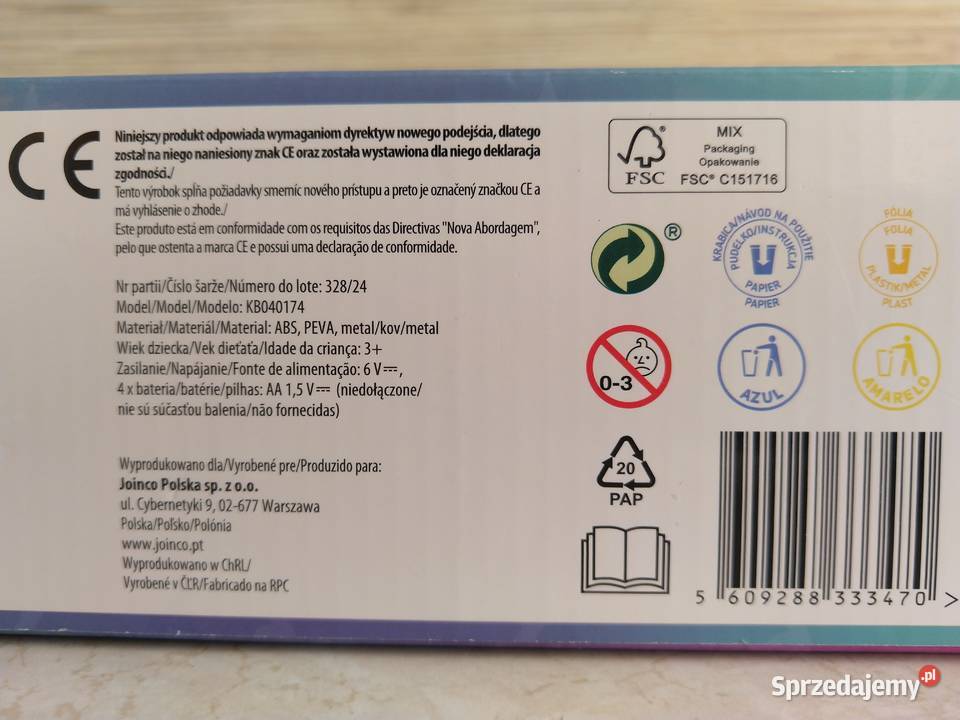 CE
Niniejszy produkt odpowiada wymaganiom dyrektyw nowego podejścia, dlatego
został na niego naniesiony znak CE oraz została wystawiona dla niego deklaracja
zgodności./
Tento výrobok spĺňa požiadavky smerníc nového prístupu a preto je označený značkou CE a
má vyhlásenie o zhode./
Este produto está em conformidade com os requisitos das Directivas "Nova Abordagem",
pelo que ostenta a marca CE e possui uma declaração de conformidade.
Nr partii/Číslo šarže/Número do lote: 328/24
Model/Model/Modelo: KB040174
Materiał/Materiál/Material: ABS, PEVA, metal/kov/metal
Wiek dziecka/Vek dieťaťa/Idade da criança: 3+
Zasilanie/Napájanie/Fonte de alimentação: 6 V⎓,
4 x bateria/batérie/pilhas: AA 1,5 V⎓ (niedołączone/
nie sú súčasťou balenia/não fornecidas)
Wyprodukowano dla/Vyrobené pre/Produzido para:
Joinco Polska sp. z o.o.
ul. Cybernetyki 9, 02-677 Warszawa
Polska/Poľsko/Polónia
www.joinco.pt
Wyprodukowano w ChRL/
Vyrobené v ČĽR/Fabricado na RPC
FSC
MIX
Packaging
Opakowanie
FSC® C151716
®
KRABICA/NÁVOD NA POUŽITIE
PUDEŁKO/INSTRUKCJA
PAPIER
PAPIER
FÓLIA
FOLIA
PLASTIK/METAL
PLAST
0-3
AZUL
AMARELO
20
PAP
5 609288 333470 >
Sprzedajemy.pl